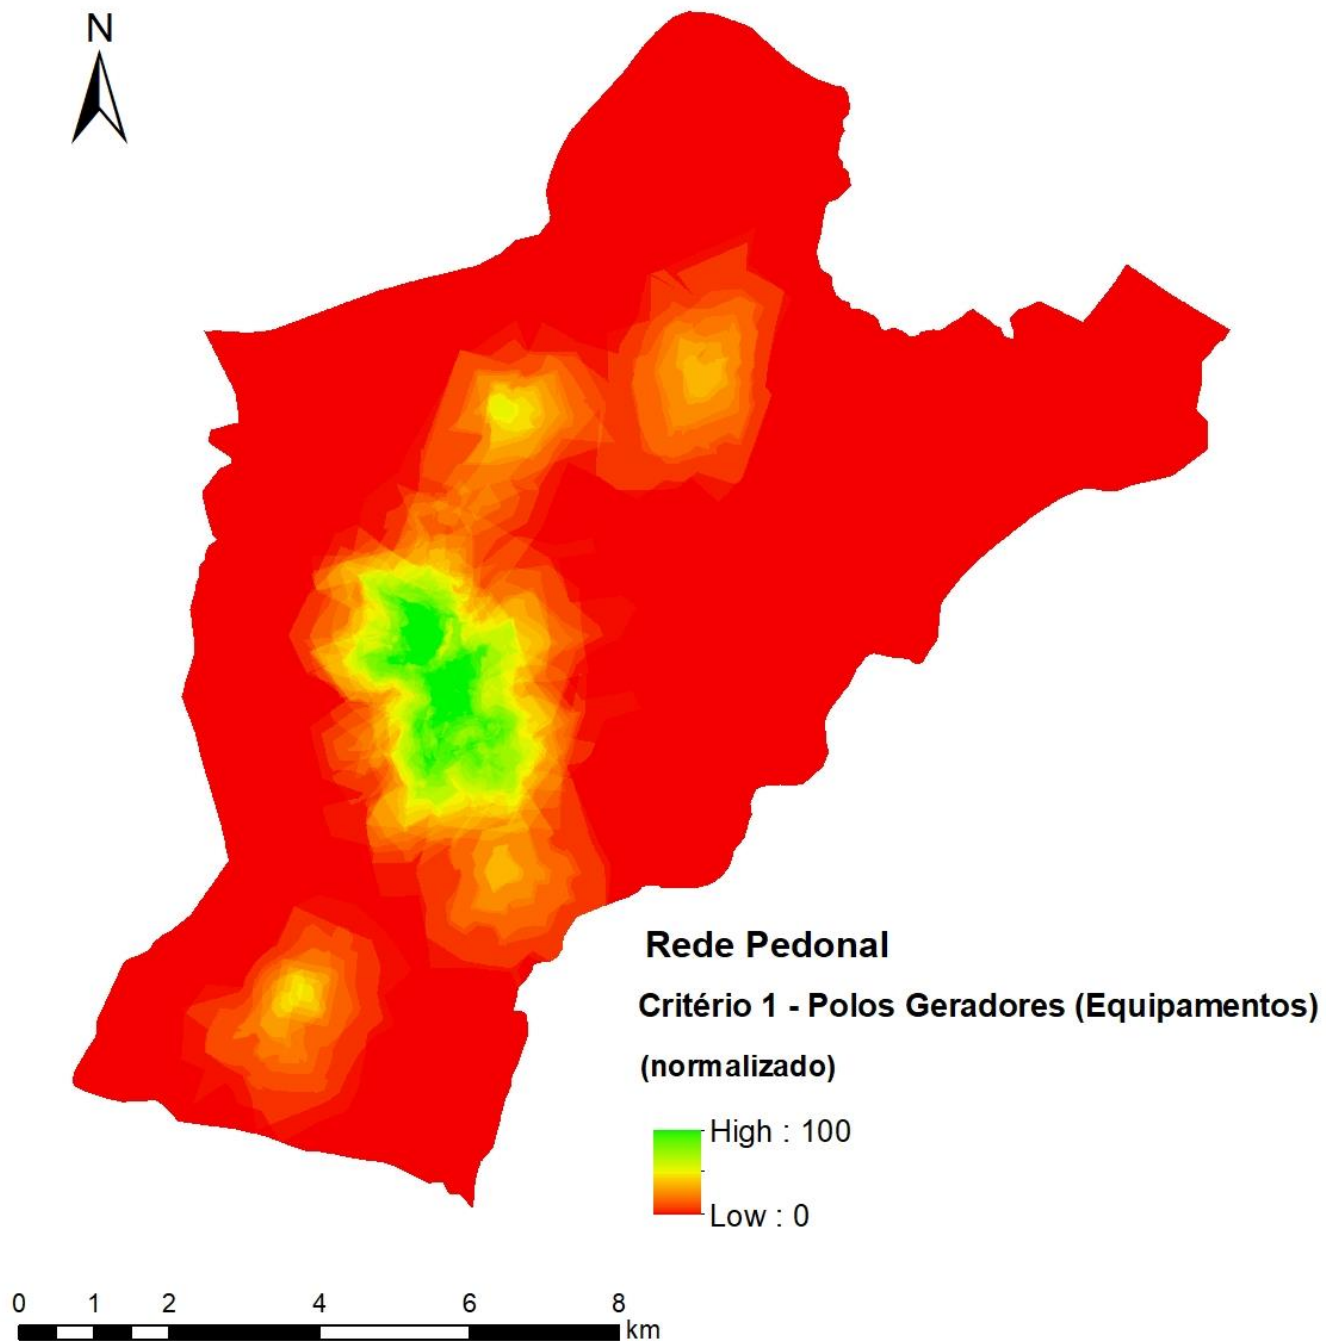 N
Rede Pedonal
Critério 1 - Polos Geradores (Equipamentos)
(normalizado)
High : 100
Low : 0
0 1 2 4 6 8
km